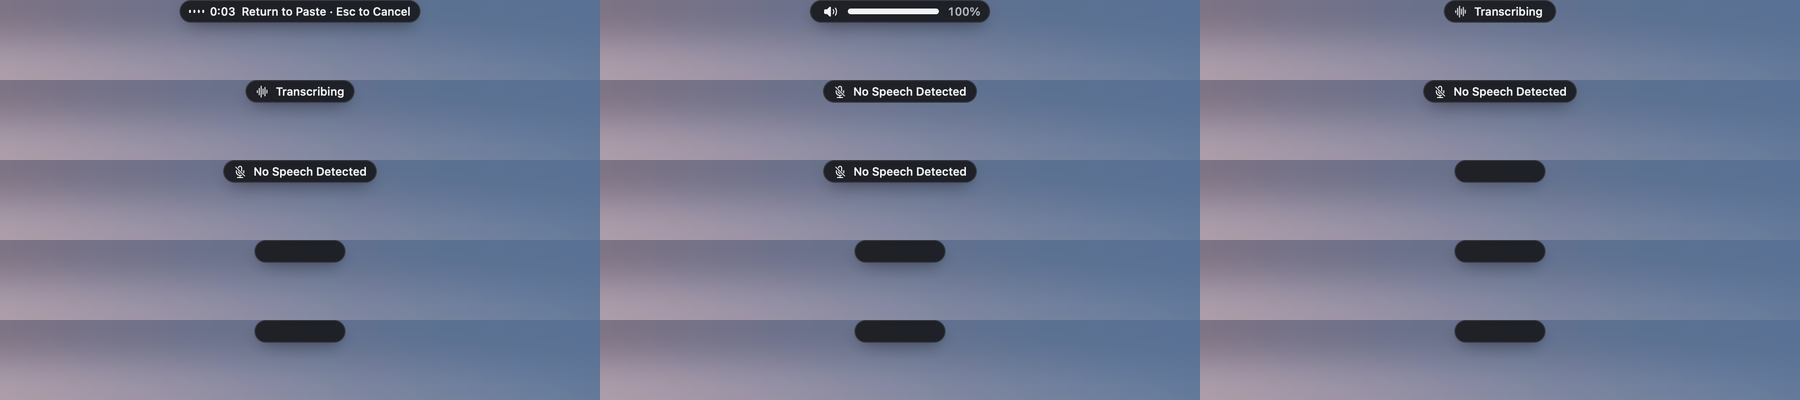 0:03 Return to Paste · Esc to Cancel
100%
Transcribing
Transcribing
No Speech Detected
No Speech Detected
No Speech Detected
No Speech Detected